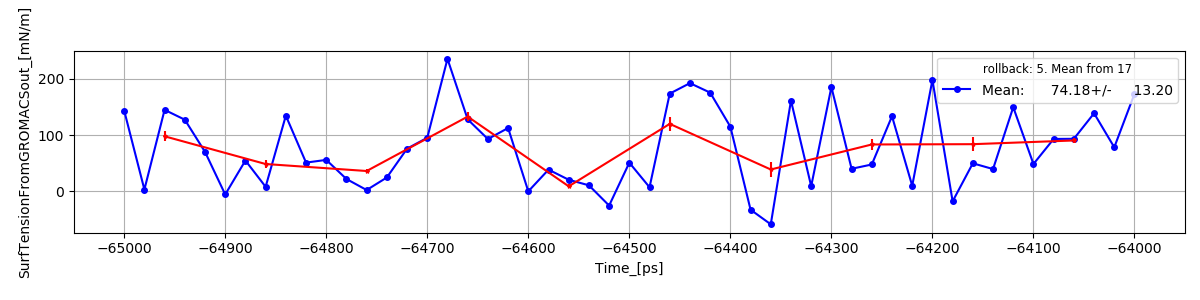 SurfTensionFromGROMACSout_[mN/m]
200
100
0
rollback: 5. Mean from 17
Mean: 74.18+/- 13.20
−65000 −64900 −64800 −64700 −64600 −64500 −64400 −64300 −64200 −64100 −64000
Time_[ps]